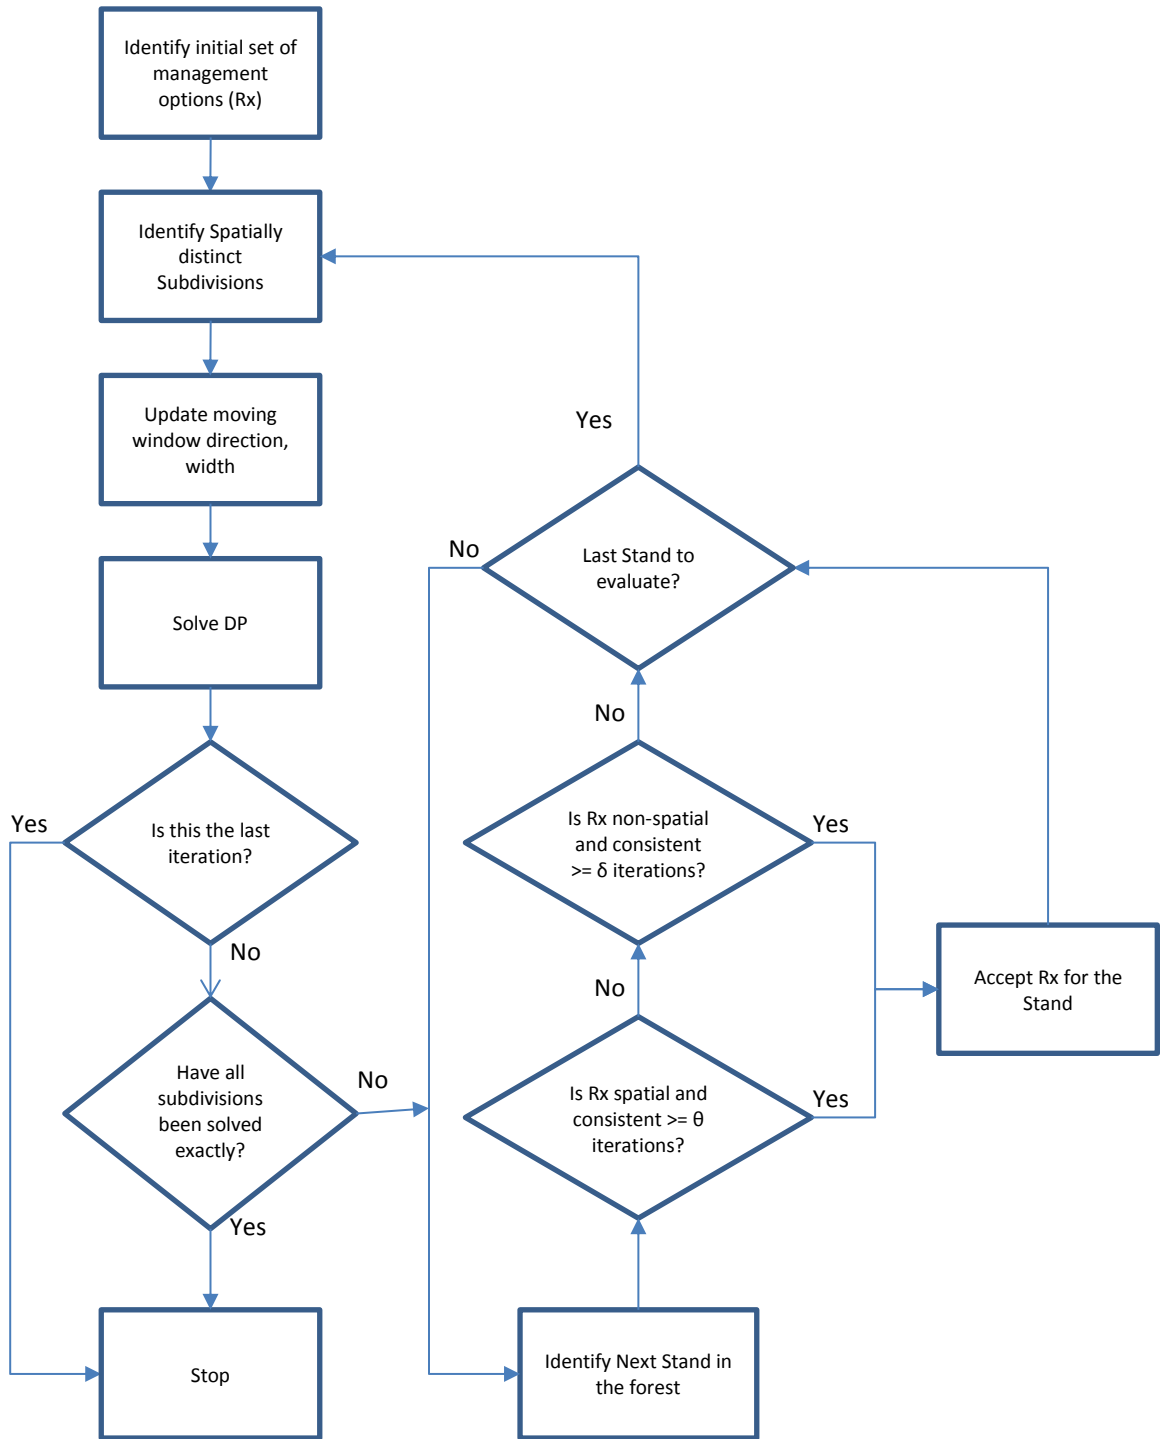 Identify initial set of
management
options (Rx)
Identify Spatially
distinct
Subdivisions
Update moving
window direction,
width
Solve DP
Is this the last
iteration?
Yes
No
Have all
subdivisions
been solved
exactly?
No
Yes
Stop
Identify Next Stand in
the forest
Is Rx spatial and
consistent >= θ
iterations?
Yes
No
Is Rx non-spatial
and consistent
>= δ iterations?
Yes
No
Accept Rx for the
Stand
Last Stand to
evaluate?
No
Yes